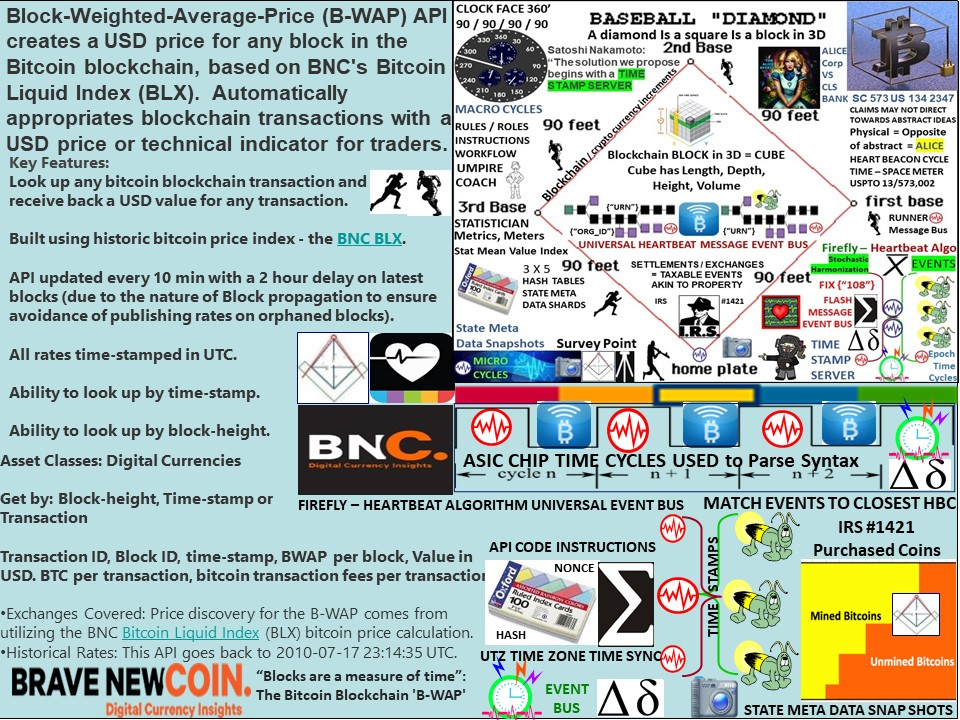 Block-Weighted-Average-Price (B-WAP) API
creates a USD price for any block in the
Bitcoin blockchain, based on BNC's Bitcoin
Liquid Index (BLX).  Automatically
appropriates blockchain transactions with a
USD price or technical indicator for traders.
Key Features:
Look up any bitcoin blockchain transaction and
receive back a USD value for any transaction.
Built using historic bitcoin price index - the BNC BLX.
API updated every 10 min with a 2 hour delay on latest
blocks (due to the nature of Block propagation to ensure
avoidance of publishing rates on orphaned blocks).
All rates time-stamped in UTC.
Ability to look up by time-stamp.
Ability to look up by block-height.
Asset Classes: Digital Currencies
Get by: Block-height, Time-stamp or
Transaction
Transaction ID, Block ID, time-stamp, BWAP per block, Value in
USD. BTC per transaction, bitcoin transaction fees per transaction
•Exchanges Covered: Price discovery for the B-WAP comes from
utilizing the BNC Bitcoin Liquid Index (BLX) bitcoin price calculation.
•Historical Rates: This API goes back to 2010-07-17 23:14:35 UTC.
BRAVE NEWCOIN.
Digital Currency Insights
“Blocks are a measure of time”:
The Bitcoin Blockchain 'B-WAP'
BNC.
Digital Currency Insights
CLOCK FACE 360’
90 / 90 / 90 / 90
BASEBALL "DIAMOND"
A diamond Is a square Is a block in 3D
2nd Base
Satoshi Nakamoto:
“The solution we propose
begins with a TIME
STAMP SERVER
ALICE
Corp
VS
CLS
BANK
SC 573 US 134 2347
CLAIMS MAY NOT DIRECT
TOWARDS ABSTRACT IDEAS
Physical = Opposite
of abstract = ALICE
HEART BEACON CYCLE
TIME – SPACE METER
USPTO 13/573,002
MACRO CYCLES
RULES / ROLES
INSTRUCTIONS
WORKFLOW
UMPIRE
COACH
90 feet
90 feet
Blockchain / crypto currency increments
Blockchain BLOCK in 3D = CUBE
Cube has Length, Depth,
Height, Volume
3rd Base
STATISTICIAN
Metrics, Meters
Stat Mean Value Index
{“URN”}
{“ORG_ID”}
{“URN”}
UNIVERSAL HEARTBEAT MESSAGE EVENT BUS
first base
RUNNER
Message Bus
Firefly – Heartbeat Algo
Stochastic
Harmonization
EVENTS
FIX {“108”}
FLASH
MESSAGE
EVENT BUS
Δδ
TIME
STAMP
SERVER
Epoch
Time
Cycles
3 X 5
HASH TABLES
STATE META
DATA SHARDS
90 feet
SETTLEMENTS / EXCHANGES
= TAXABLE EVENTS
AKIN TO PROPERTY
90 feet
IRS
#1421
I.R.S.
100
State Meta
Data Snapshots
Survey Point
MICRO
CYCLES
home plate
ASIC CHIP TIME CYCLES USED to Parse Syntax
cycle n
n + 1
n + 2
Δδ
FIREFLY – HEARTBEAT ALGORITHM UNIVERSAL EVENT BUS
MATCH EVENTS TO CLOSEST HBC
IRS #1421
Purchased Coins
API CODE INSTRUCTIONS
NONCE
Oxford
ASSORTED RAINBOW COLORS
Ruled Index Cards
100
HASH
TIME STAMPS
Mined Bitcoins
Unmined Bitcoins
UTZ TIME ZONE TIME SYNC
EVENT
BUS
Δδ
STATE META DATA SNAP SHOTS